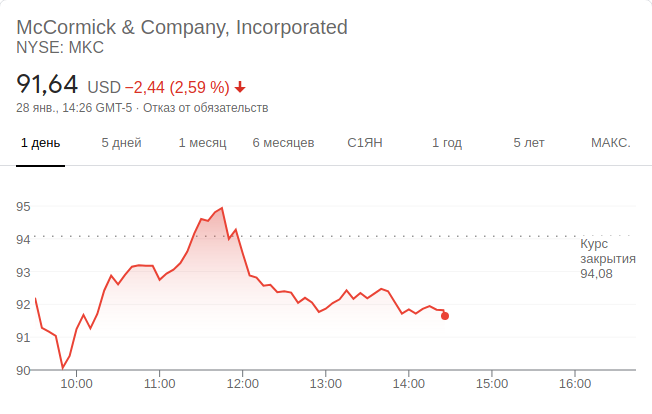 McCormick & Company, Incorporated
NYSE: MKC
91,64 USD −2,44 (2,59 %)
28 янв., 14:26 GMT-5 · Отказ от обязательств
1 день 5 дней 1 месяц 6 месяцев С1ЯН 1 год 5 лет МАКС.
95
94
Курс
закрытия
94,08
93
92
91
90
10:00 11:00 12:00 13:00 14:00 15:00 16:00